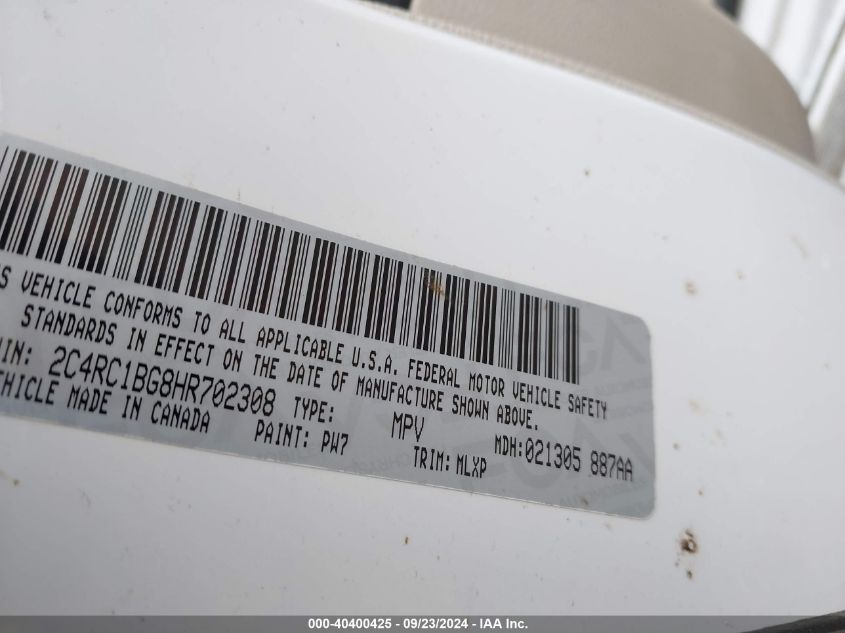 S VEHICLE CONFORMS TO ALL APPLICABLE U.S.A. FEDERAL MOTOR VEHICLE SAFETY
STANDARDS IN EFFECT ON THE DATE OF MANUFACTURE SHOWN ABOVE.
IN: 2C4RC1BG8HR702308 TYPE: MPV MDH:021305 887AA
EHICLE MADE IN CANADA PAINT: PW7 TRIM: MLXP
000-40400425 - 09/23/2024 - IAA Inc.